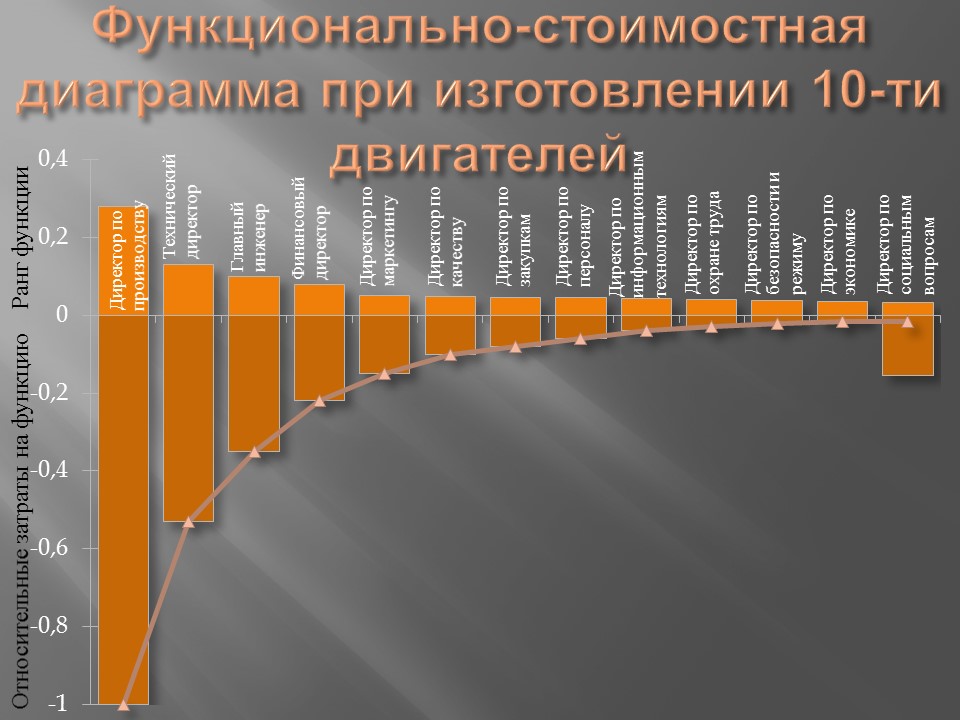 Функционально-стоимостная
диаграмма при изготовлении 10-ти
двигателей
Ранг функции
Относительные затраты на функцию
0,4
0,2
0
-0,2
-0,4
-0,6
-0,8
-1
Директор по
производству
Технический
директор
Главный
инженер
Финансовый
директор
Директор по
маркетингу
Директор по
качеству
Директор по
закупкам
Директор по
персоналу
Директор по
информационным
технологиям
Директор по
охране труда
Директор по
безопасности и
режиму
Директор по
экономике
Директор по
социальным
вопросам